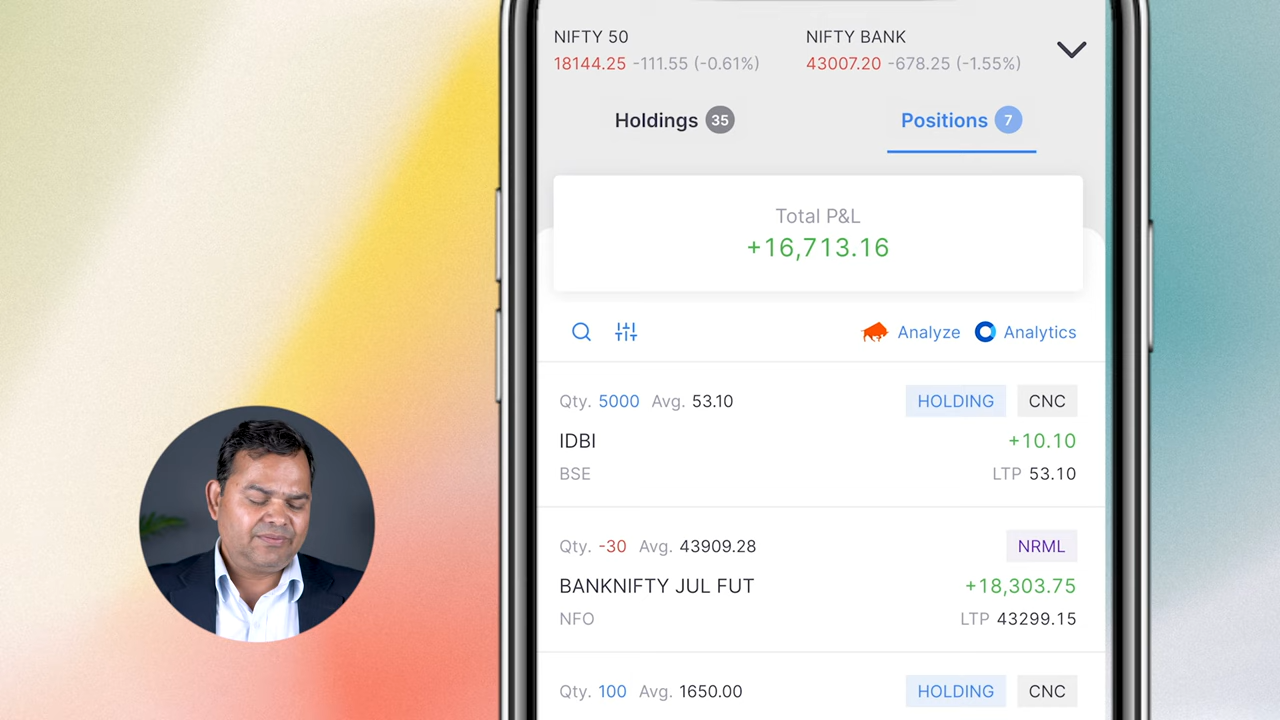 NIFTY 50 NIFTY BANK
18144.25 -111.55 (-0.61%) 43007.20 -678.25 (-1.55%)
Holdings 35 Positions 7
Total P&L
+16,713.16
Analyze Analytics
Qty. 5000 Avg. 53.10 HOLDING CNC
IDBI +10.10
BSE LTP 53.10
Qty. -30 Avg. 43909.28 NRML
BANKNIFTY JUL FUT +18,303.75
NFO LTP 43299.15
Qty. 100 Avg. 1650.00 HOLDING CNC